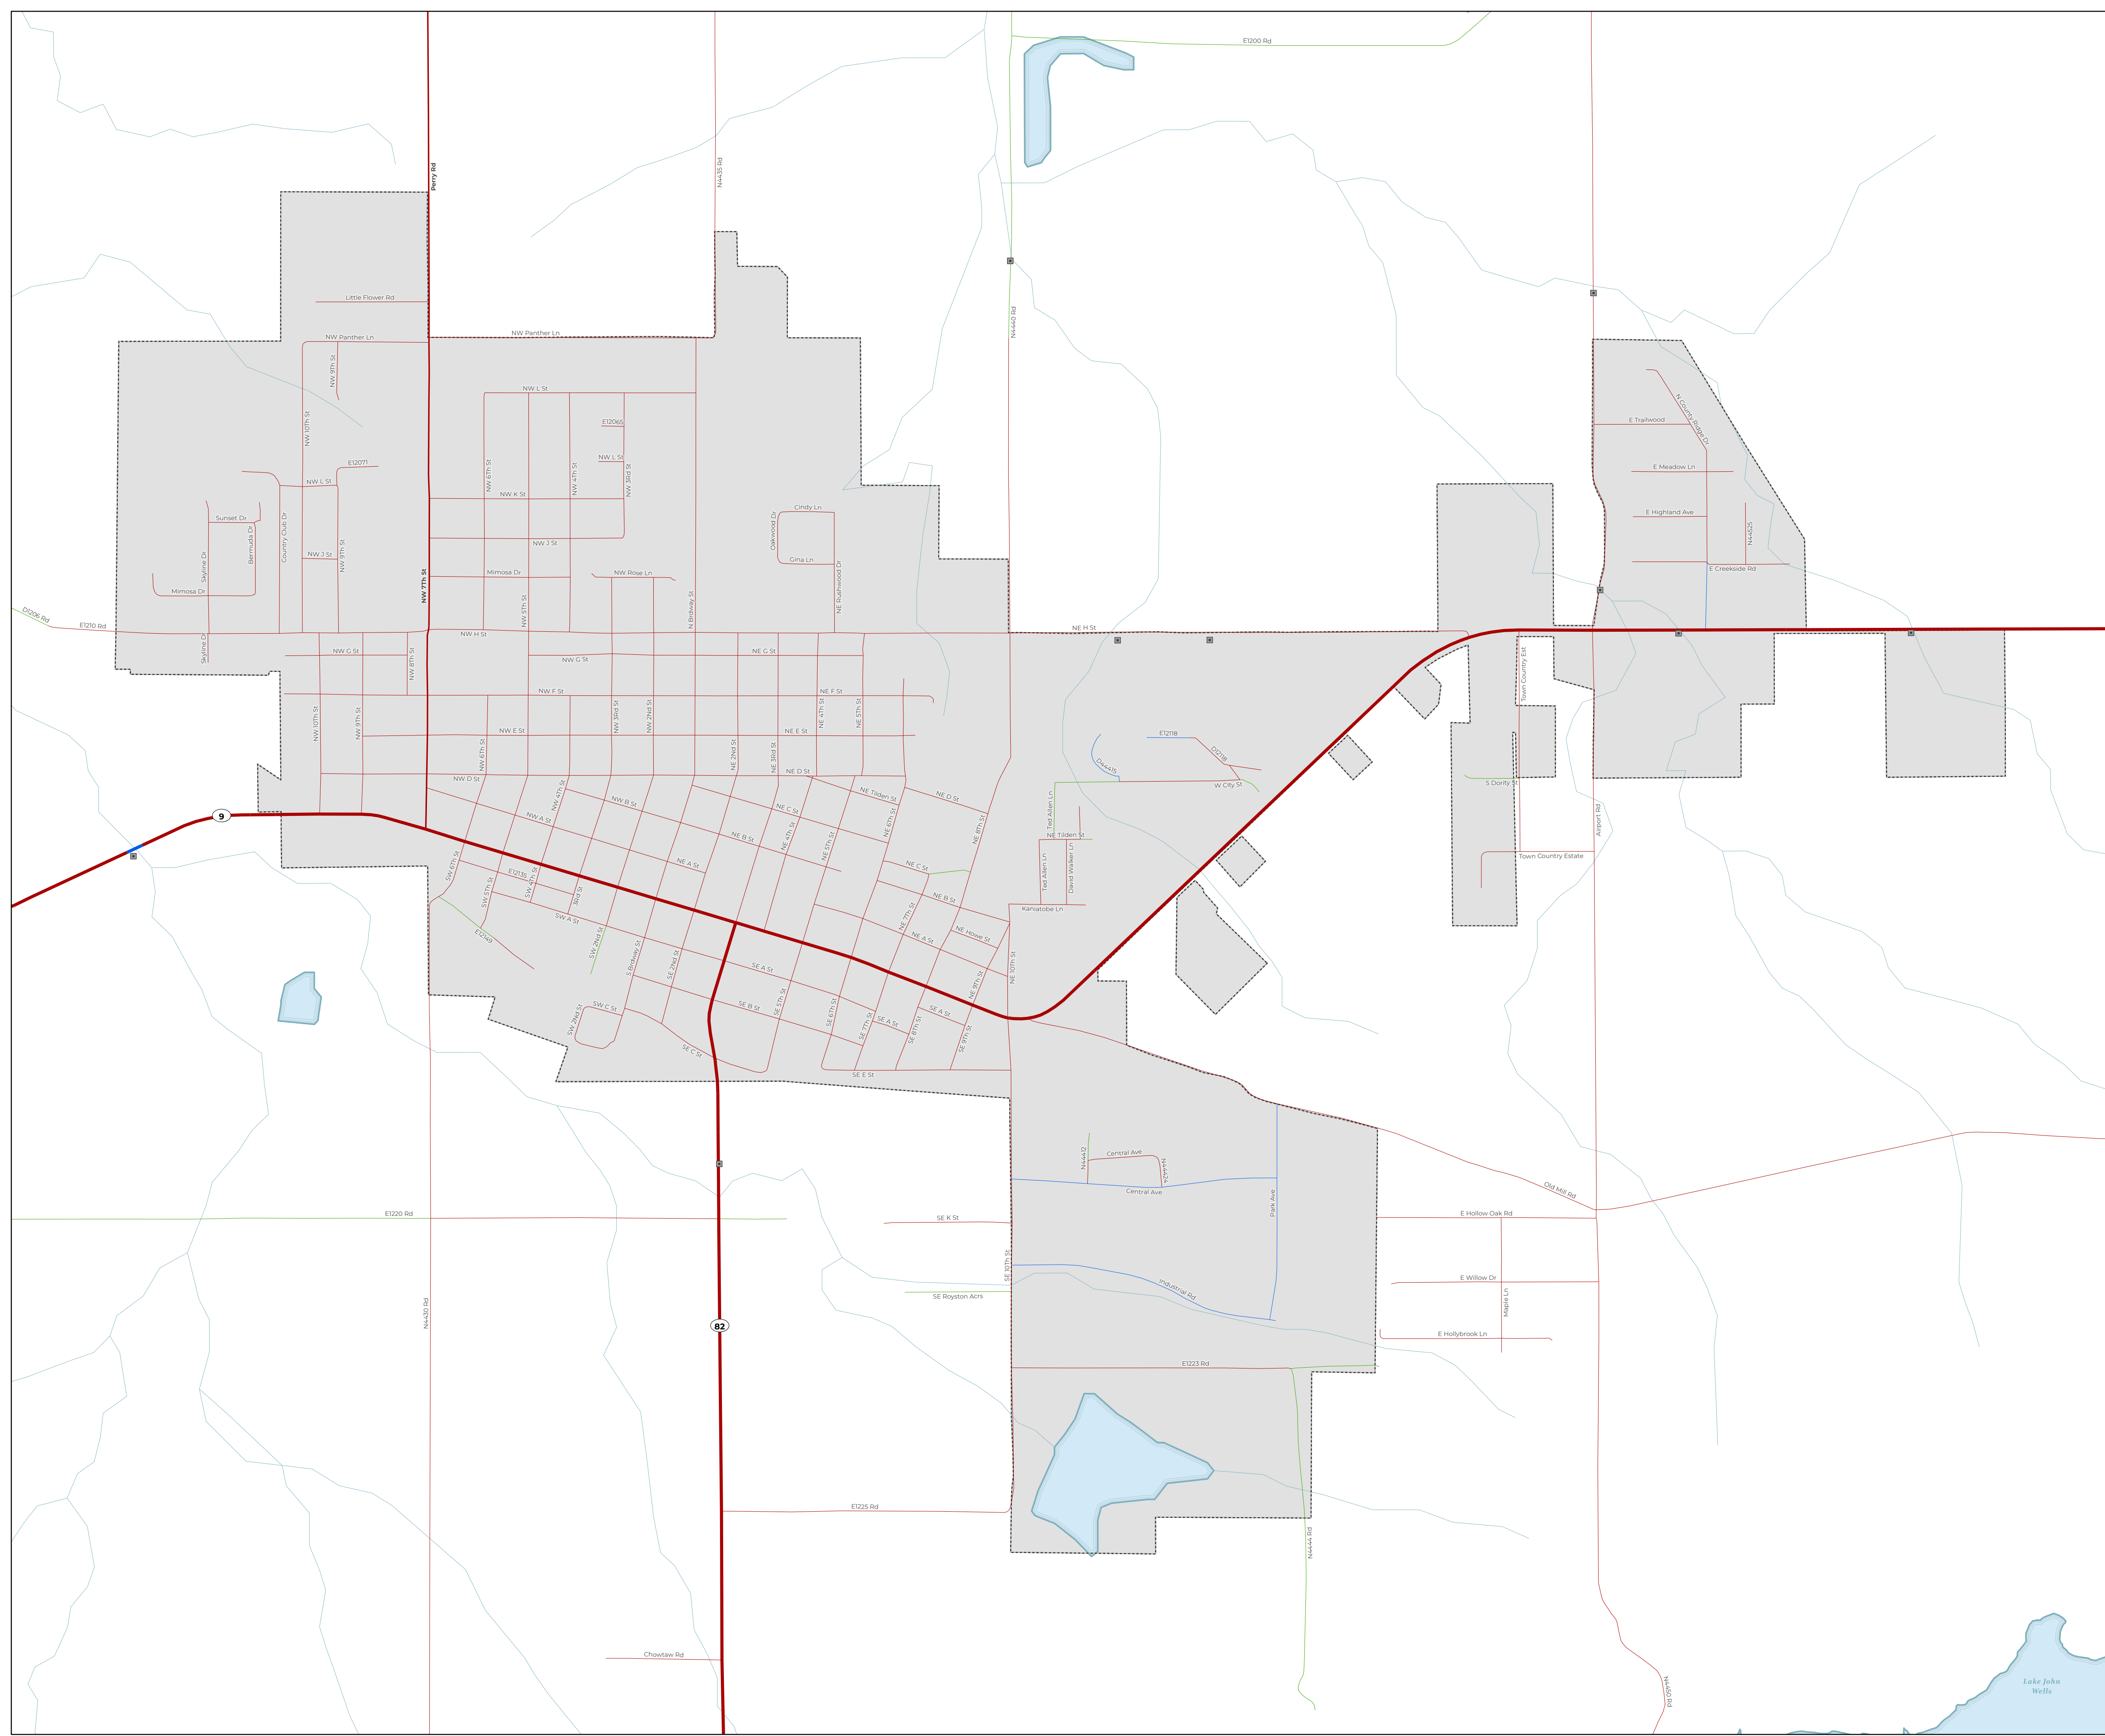 E1200 Rd
Perry Rd
N4435 Rd
Little Flower Rd
N4440 Rd
NW Panther Ln
NW Panther Ln
NW 9Th St
NW L St
N County Ridge Dr
E Trailwood
NW 10Th St
E12065
E12071
NW L St
E Meadow Ln
NW 6Th St
NW 4Th St
NW 3Rd St
NW L St
NW K St
Cindy Ln
E Highland Ave
Sunset Dr
Country Club Dr
Bermuda Dr
Oakwood Dr
N44525
NW J St
NW J St
NW 9Th St
Gina Ln
Skyline Dr
E Creekside Rd
Mimosa Dr
NW Rose Ln
NW 7Th St
NE Rushwood Dr
Mimosa Dr
NW 5Th St
N Brdway St
D1206 Rd
E1210 Rd
NE H St
NW H St
Skyline Dr
NW G St
NW 8Th St
NW G St
NE G St
Town Country Est
NW F St
NE F St
NW 10Th St
NW 9Th St
NW 3Rd St
NW 2Nd St
NE 4Th St
NE 5Th St
NW E St
NE E St
E12118
D12118
NW 6Th St
NE 2Nd St
NE 3Rd St
D44415
NW D St
NE D St
W City St
S Dority St
NW 4Th St
NW B St
NE Tilden St
NE D St
NE C St
Ted Allen Ln
9
NW A St
NE 6Th St
NE 8Th St
Airport Rd
NE B St
NE 4Th St
NE 5Th St
NE Tilden St
Town Country Estate
SW 6Th St
NE A St
NE C St
Ted Allen Ln
David Walker Ln
E12135
SW 5Th St
SW 4Th St
3Rd St
NE B St
Kaniatobe Ln
SW A St
NE 7Th St
E12149
SW 2Nd St
NE A St
NE Howe St
S Brdway St
SE 2Nd St
SE A St
NE 10Th St
NE 9Th St
SW C St
SE B St
SE 5Th St
SW 2Nd St
SE 6Th St
SE 7Th St
SE A St
SE 8Th St
SE A St
SE 9Th St
SE C St
SE E St
N44412
Central Ave
N44424
Central Ave
Park Ave
Old Mill Rd
E1220 Rd
SE K St
E Hollow Oak Rd
SE 10Th St
E Willow Dr
Industrial Rd
SE Royston Acrs
Maple Ln
N4430 Rd
82
E Hollybrook Ln
E1223 Rd
E1225 Rd
N4444 Rd
Chowtaw Rd
N4450 Rd
Lake John
Wells